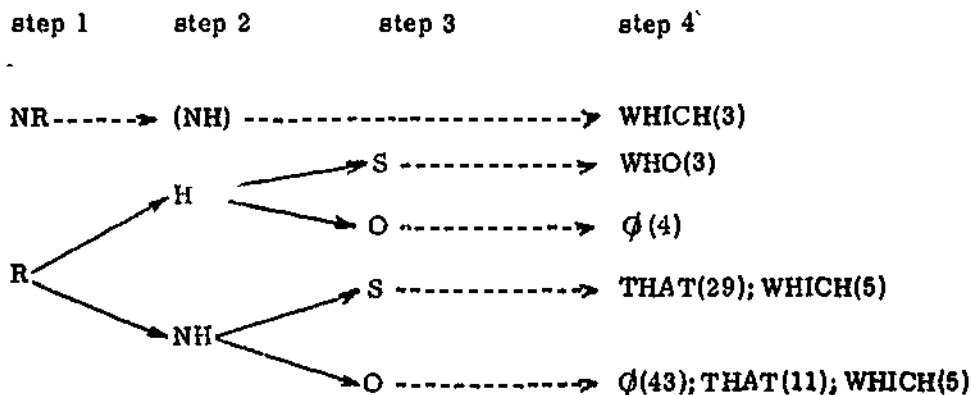 step 1 step 2 step 3 step 4
NR (NH) WHICH(3)
S WHO(3)
H
O Ø(4)
R
S THAT(29); WHICH(5)
NH
O Ø(43); THAT(11); WHICH(5)